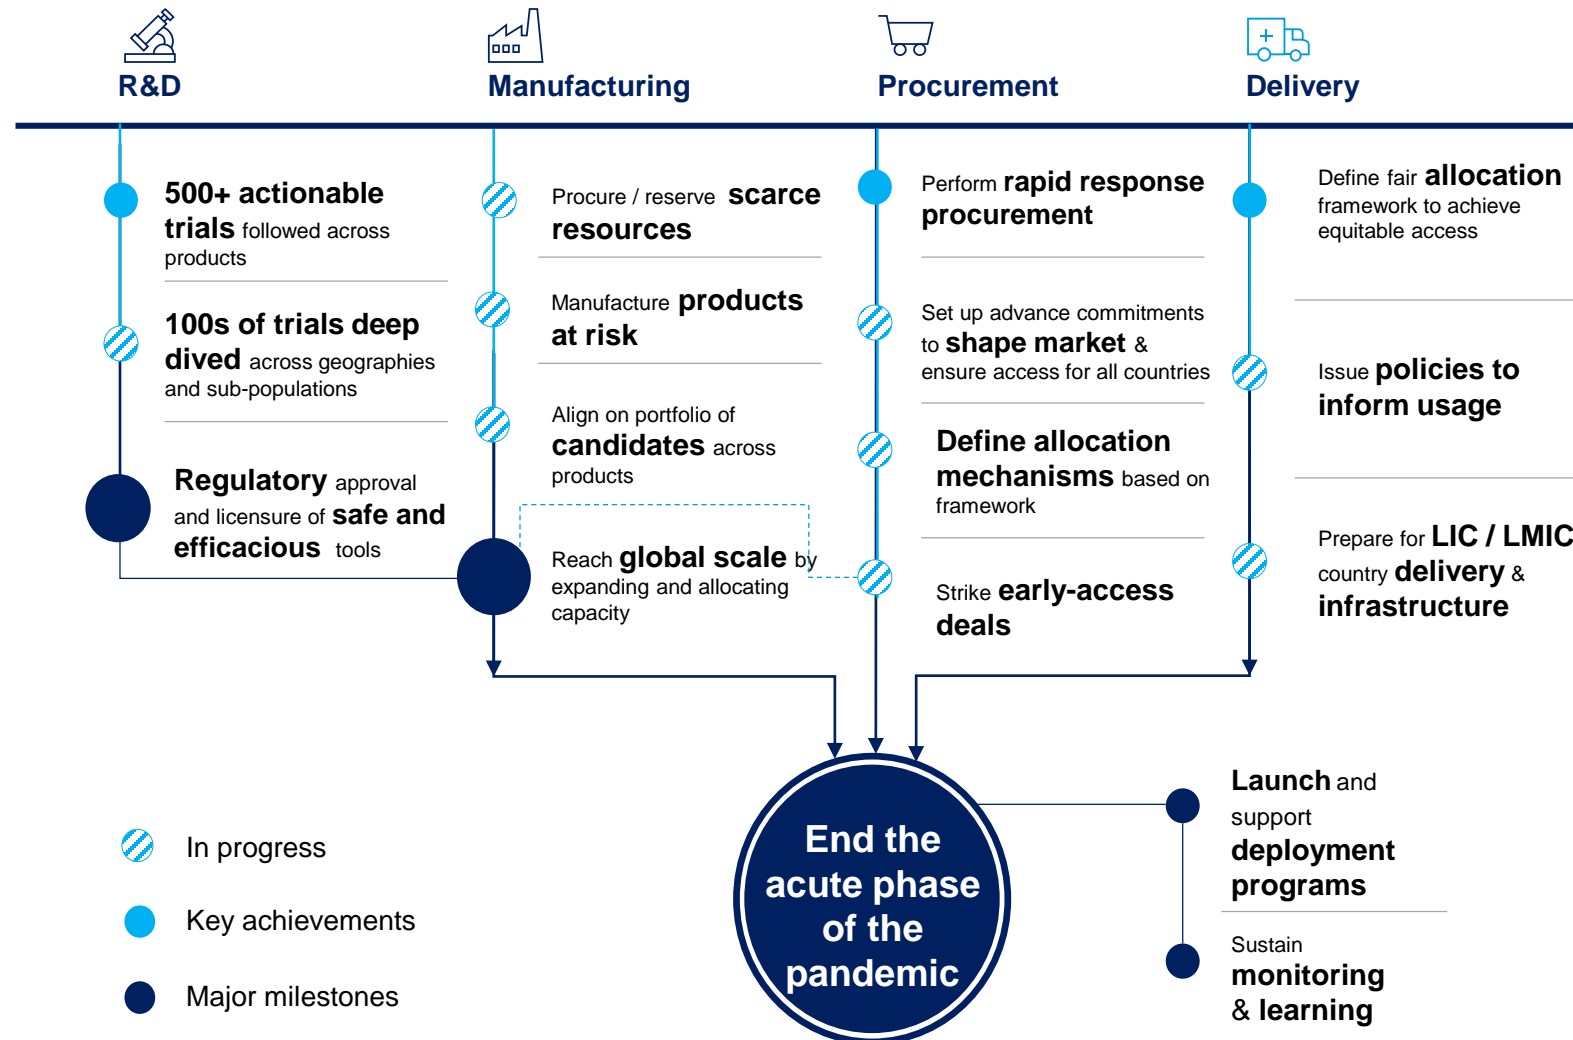 R&D
Manufacturing
Procurement
Delivery
500+ actionable
trials followed across
products
100s of trials deep
dived across geographies
and sub-populations
Regulatory approval
and licensure of safe and
efficacious tools
Procure / reserve scarce
resources
Manufacture products
at risk
Align on portfolio of
candidates across
products
Reach global scale by
expanding and allocating
capacity
Perform rapid response
procurement
Set up advance commitments
to shape market &
ensure access for all countries
Define allocation
mechanisms based on
framework
Strike early-access
deals
Define fair allocation
framework to achieve
equitable access
Issue policies to
inform usage
Prepare for LIC / LMIC
country delivery &
infrastructure
End the
acute phase
of the
pandemic
Launch and
support
deployment
programs
Sustain
monitoring
& learning
In progress
Key achievements
Major milestones